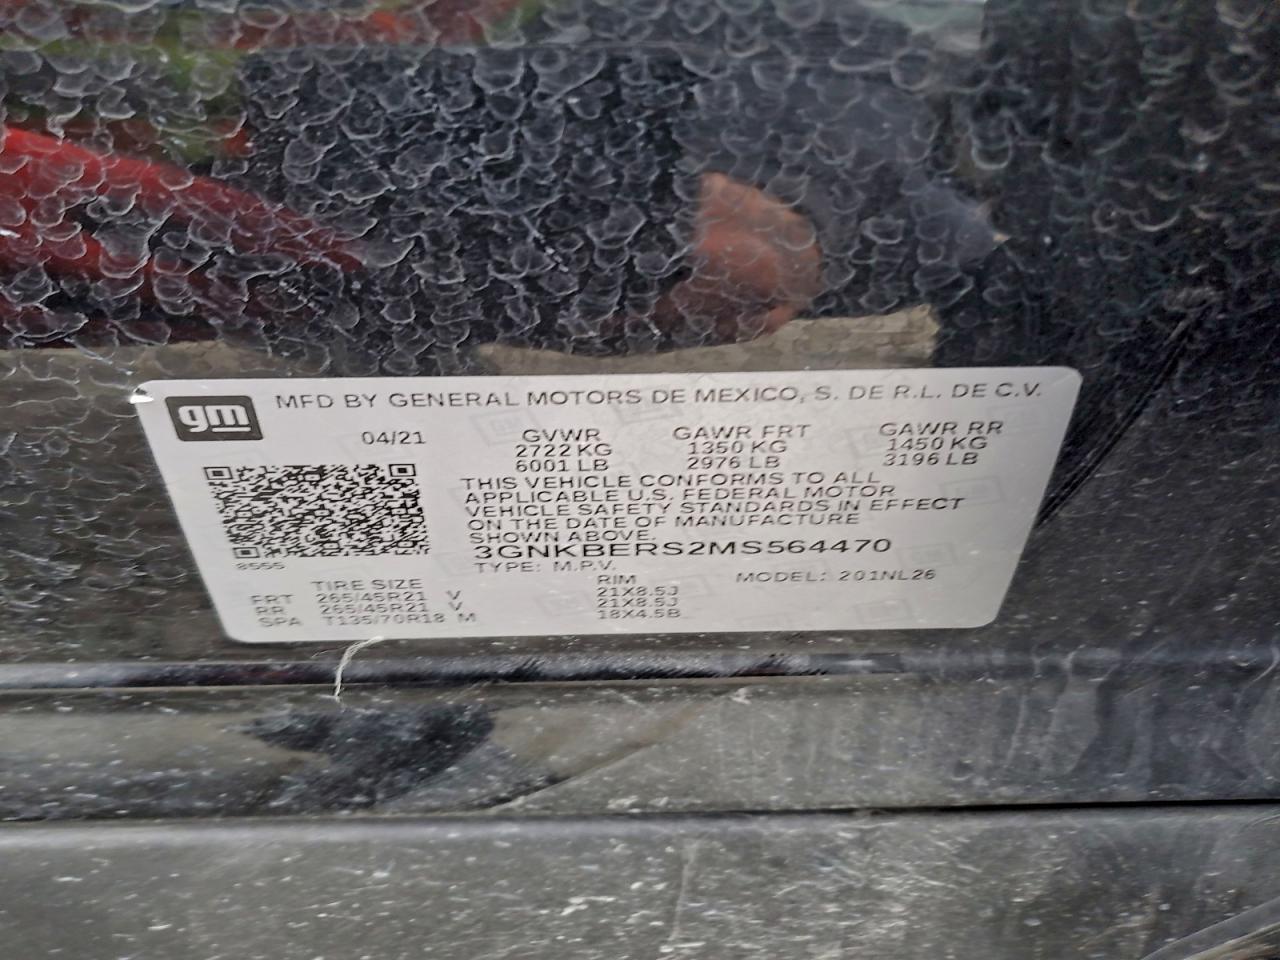 gm
MFD BY GENERAL MOTORS DE MEXICO, S. DE R.L. DE C.V.
04/21
GVWR GAWR FRT GAWR RR
2722 KG 1350 KG 1450 KG
6001 LB 2976 LB 3196 LB
THIS VEHICLE CONFORMS TO ALL
APPLICABLE U.S. FEDERAL MOTOR
VEHICLE SAFETY STANDARDS IN EFFECT
ON THE DATE OF MANUFACTURE
SHOWN ABOVE.
3GNKBERS2MS564470
8555
TYPE: M.P.V. MODEL: 201NL26
TIRE SIZE RIM
FRT 265/45R21 V 21X8.5J
RR 265/45R21 V 21X8.5J
SPA T135/70R18 M 18X4.5B